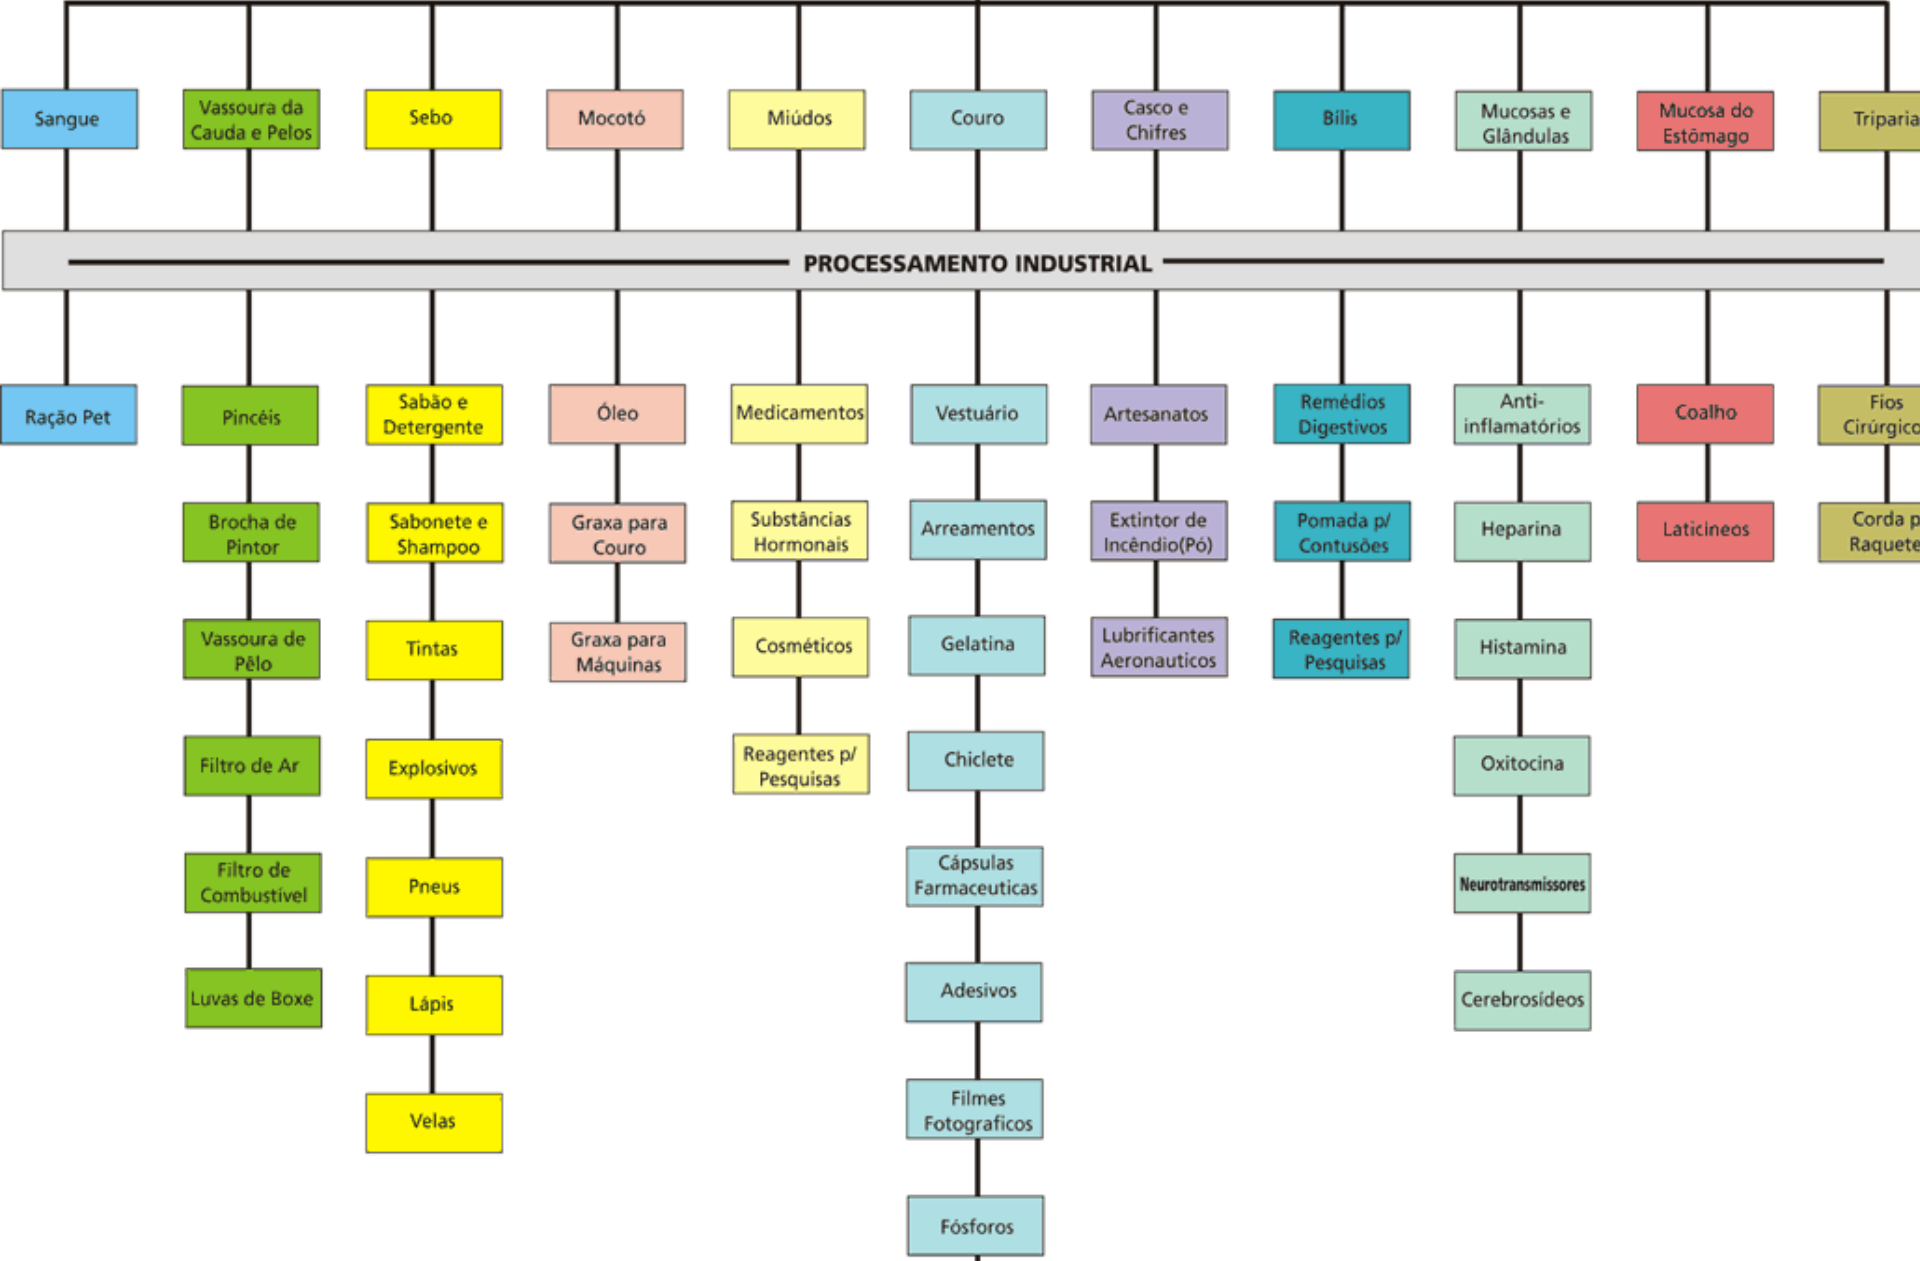 Sangue
Vassoura da
Cauda e Pelos
Sebo
Mocotó
Miúdos
Couro
Casco e
Chifres
Bílis
Mucosas e
Glândulas
Mucosa do
Estômago
Triparia
PROCESSAMENTO INDUSTRIAL
Ração Pet
Pincéis
Sabão e
Detergente
Óleo
Medicamentos
Vestuário
Artesanatos
Remédios
Digestivos
Anti-
inflamatórios
Coalho
Fios
Cirúrgico
Brocha de
Pintor
Sabonete e
Shampoo
Graxa para
Couro
Substâncias
Hormonais
Arreamentos
Extintor de
Incêndio(Pó)
Pomada p/
Contusões
Heparina
Laticíneos
Corda p
Raquete
Vassoura de
Pêlo
Tintas
Graxa para
Máquinas
Cosméticos
Gelatina
Lubrificantes
Aeronauticos
Reagentes p/
Pesquisas
Histamina
Filtro de Ar
Explosivos
Reagentes p/
Pesquisas
Chiclete
Oxitocina
Filtro de
Combustível
Pneus
Cápsulas
Farmaceuticas
Neurotransmissores
Luvas de Boxe
Lápis
Adesivos
Cerebrosídeos
Velas
Filmes
Fotograficos
Fósforos